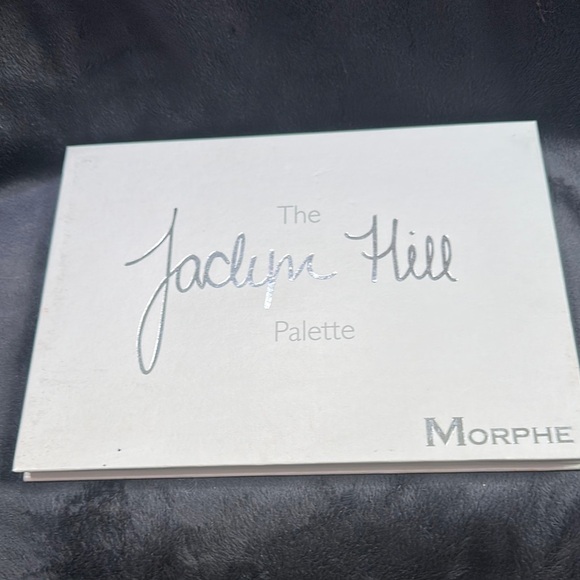 The
Jaclyn Hill
Palette
MORPHE